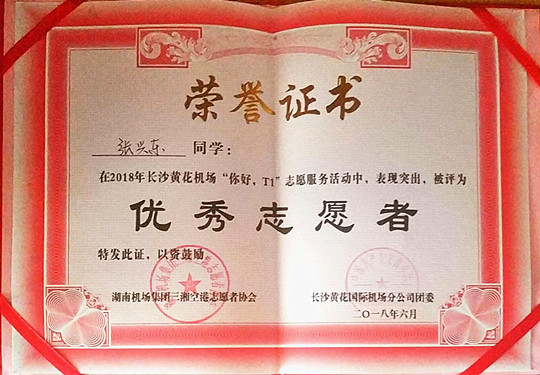 荣誉证书
张兴东 同学：
在2018年长沙黄花机场“你好，T1”志愿服务活动中，表现突出，被评为
优秀志愿者
特发此证，以资鼓励。
湖南机场集团三湘空港志愿者协会 长沙黄花国际机场分公司团委
二〇一八年六月